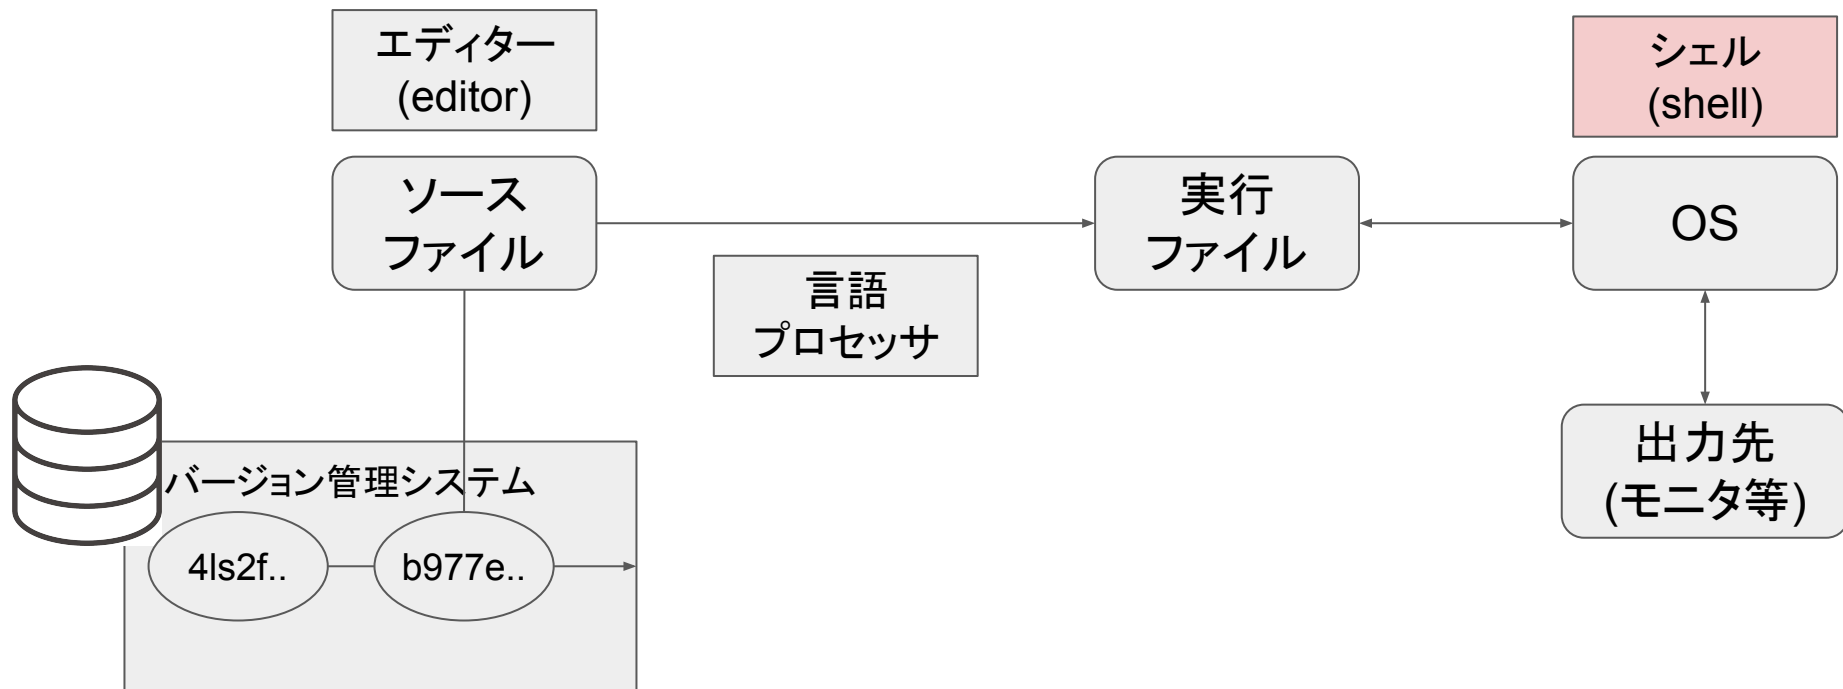 エディター
(editor)
シェル
(shell)
ソース
ファイル
実行
ファイル
OS
言語
プロセッサ
バージョン管理システム
4ls2f..
b977e..
出力先
(モニタ等)